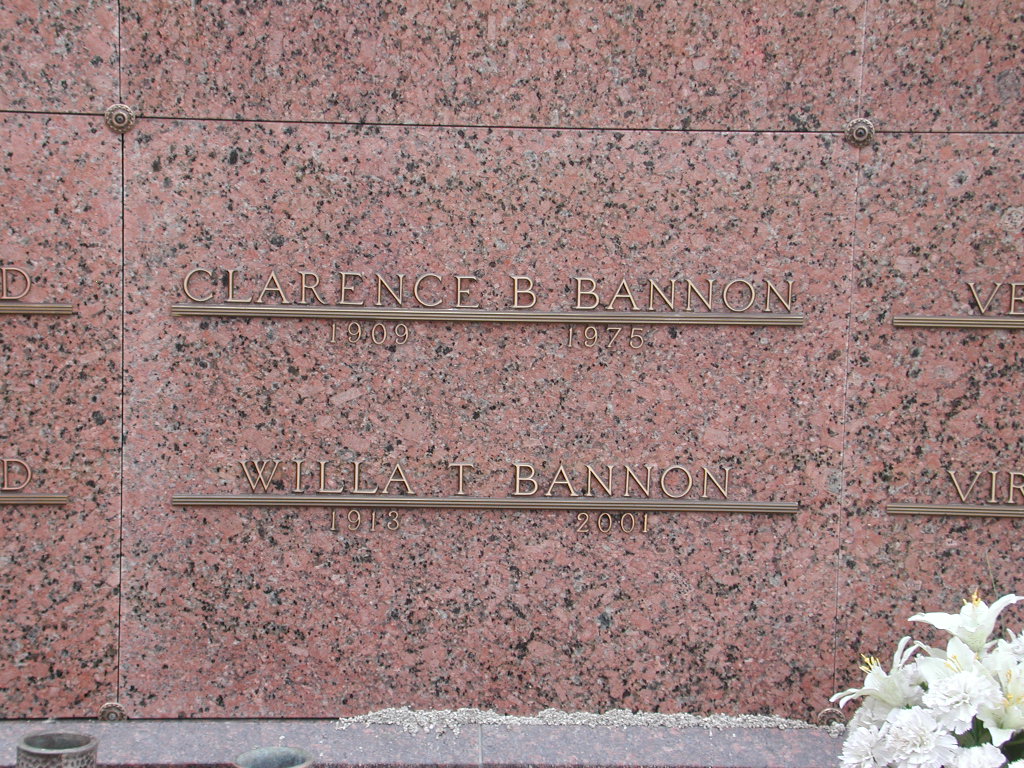 CLARENCE B BANNON
1909 1975
WILLA T BANNON
1913 2001